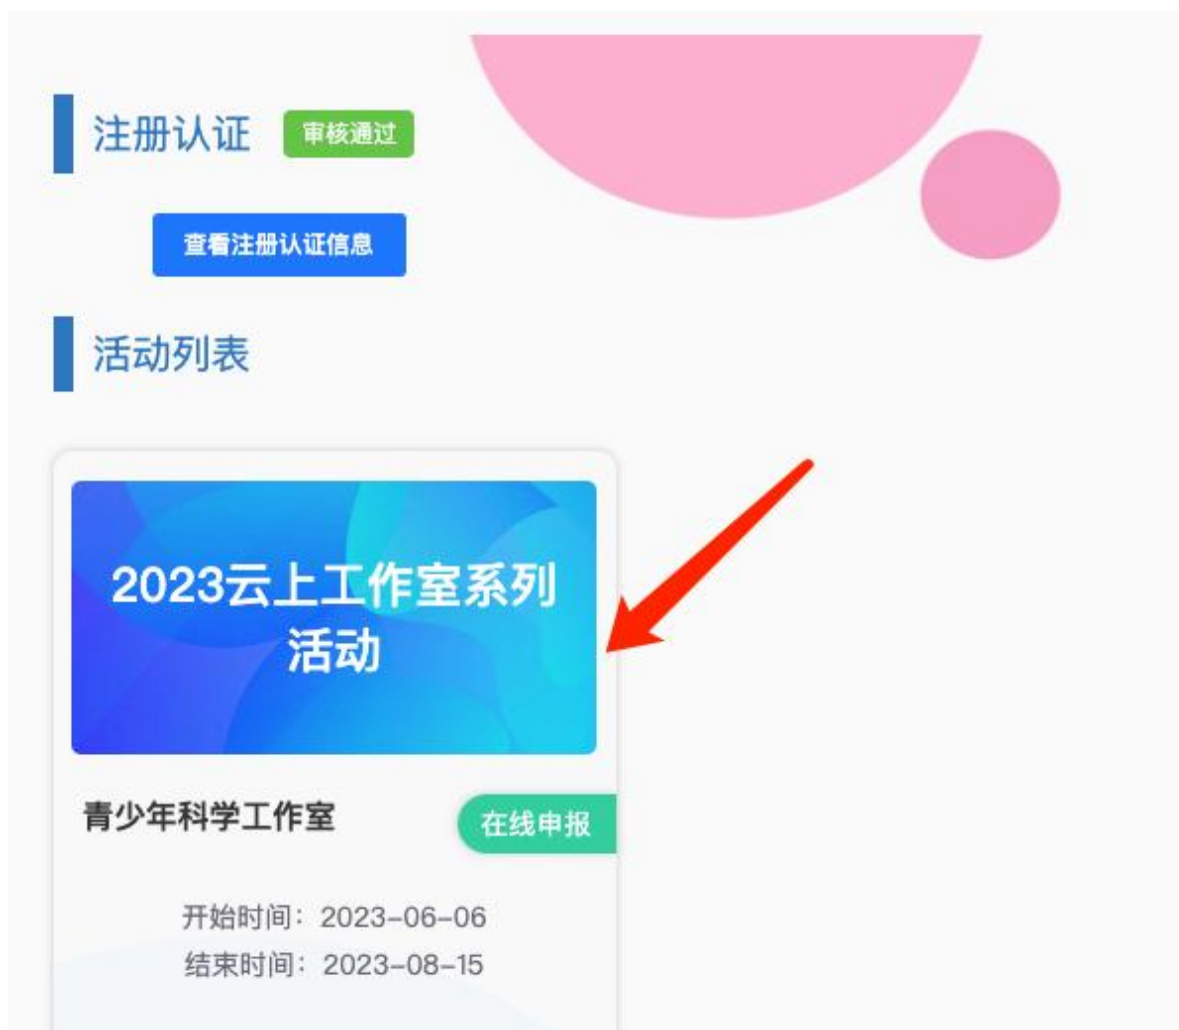 注册认证 审核通过
查看注册认证信息
活动列表
2023云上工作室系列
活动
青少年科学工作室 在线申报
开始时间：2023-06-06
结束时间：2023-08-15